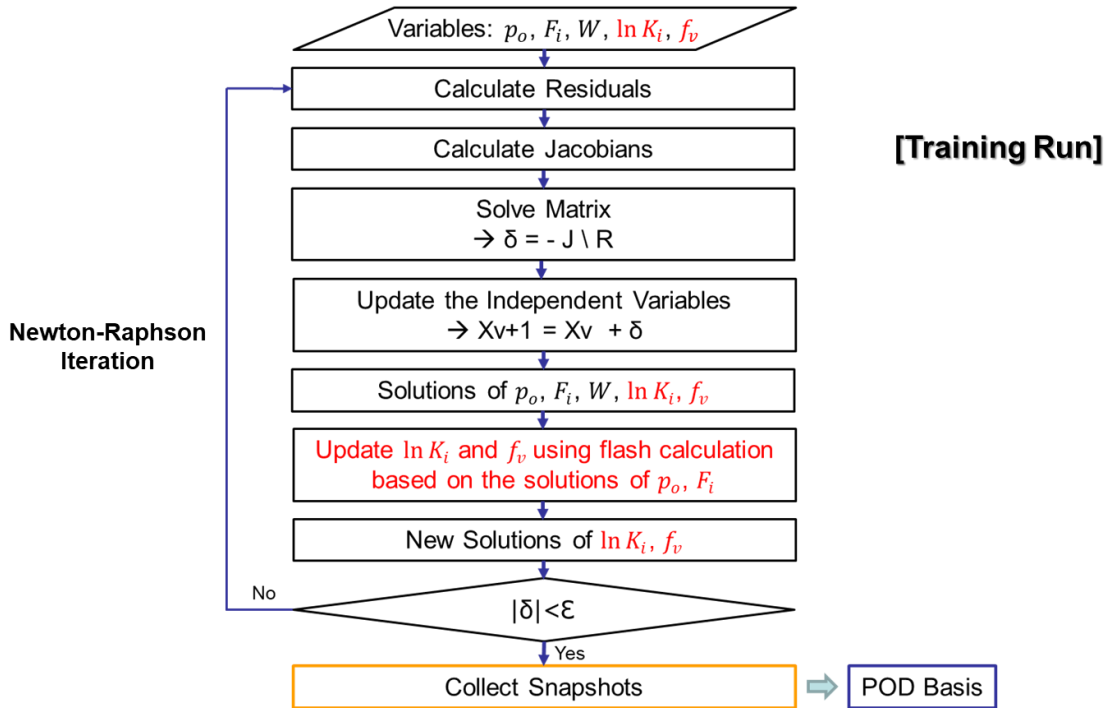 Variables: pₒ, Fᵢ, W, ln Kᵢ, fᵥ
Calculate Residuals
Calculate Jacobians
[Training Run]
Solve Matrix
→ δ = - J \ R
Update the Independent Variables
→ Xv+1 = Xv + δ
Newton-Raphson
Iteration
Solutions of pₒ, Fᵢ, W, ln Kᵢ, fᵥ
Update ln Kᵢ and fᵥ using flash calculation
based on the solutions of pₒ, Fᵢ
New Solutions of ln Kᵢ, fᵥ
No
|δ|<Ɛ
Yes
Collect Snapshots
POD Basis